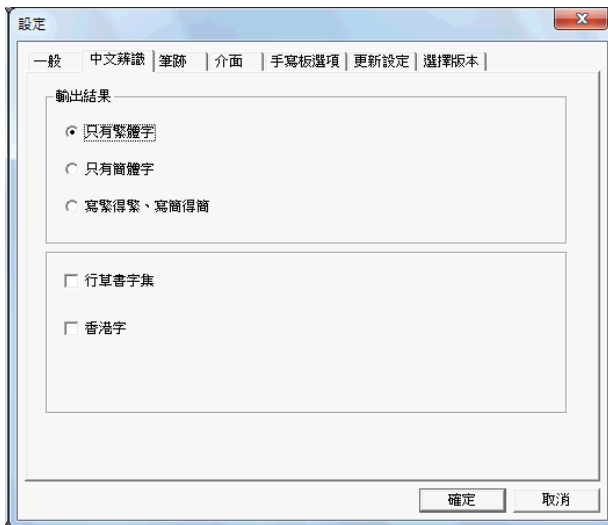 設定
一般 中文辨識 筆跡 介面 手寫板選項 更新設定 選擇版本
輸出結果
只有繁體字
只有簡體字
寫繁得繁、寫簡得簡
行草書字集
香港字
確定 取消